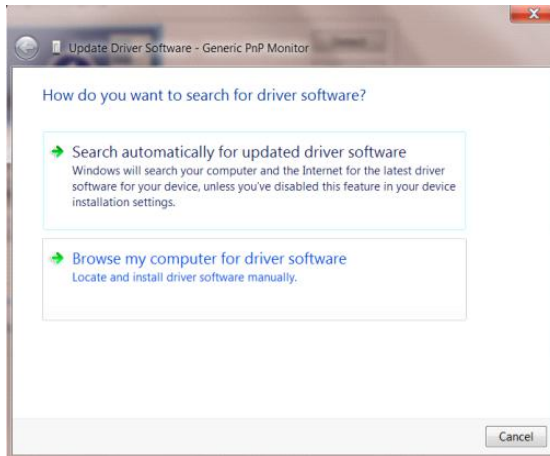 Update Driver Software - Generic PnP Monitor
How do you want to search for driver software?
Search automatically for updated driver software
Windows will search your computer and the Internet for the latest driver
software for your device, unless you've disabled this feature in your device
installation settings.
Browse my computer for driver software
Locate and install driver software manually.
Cancel